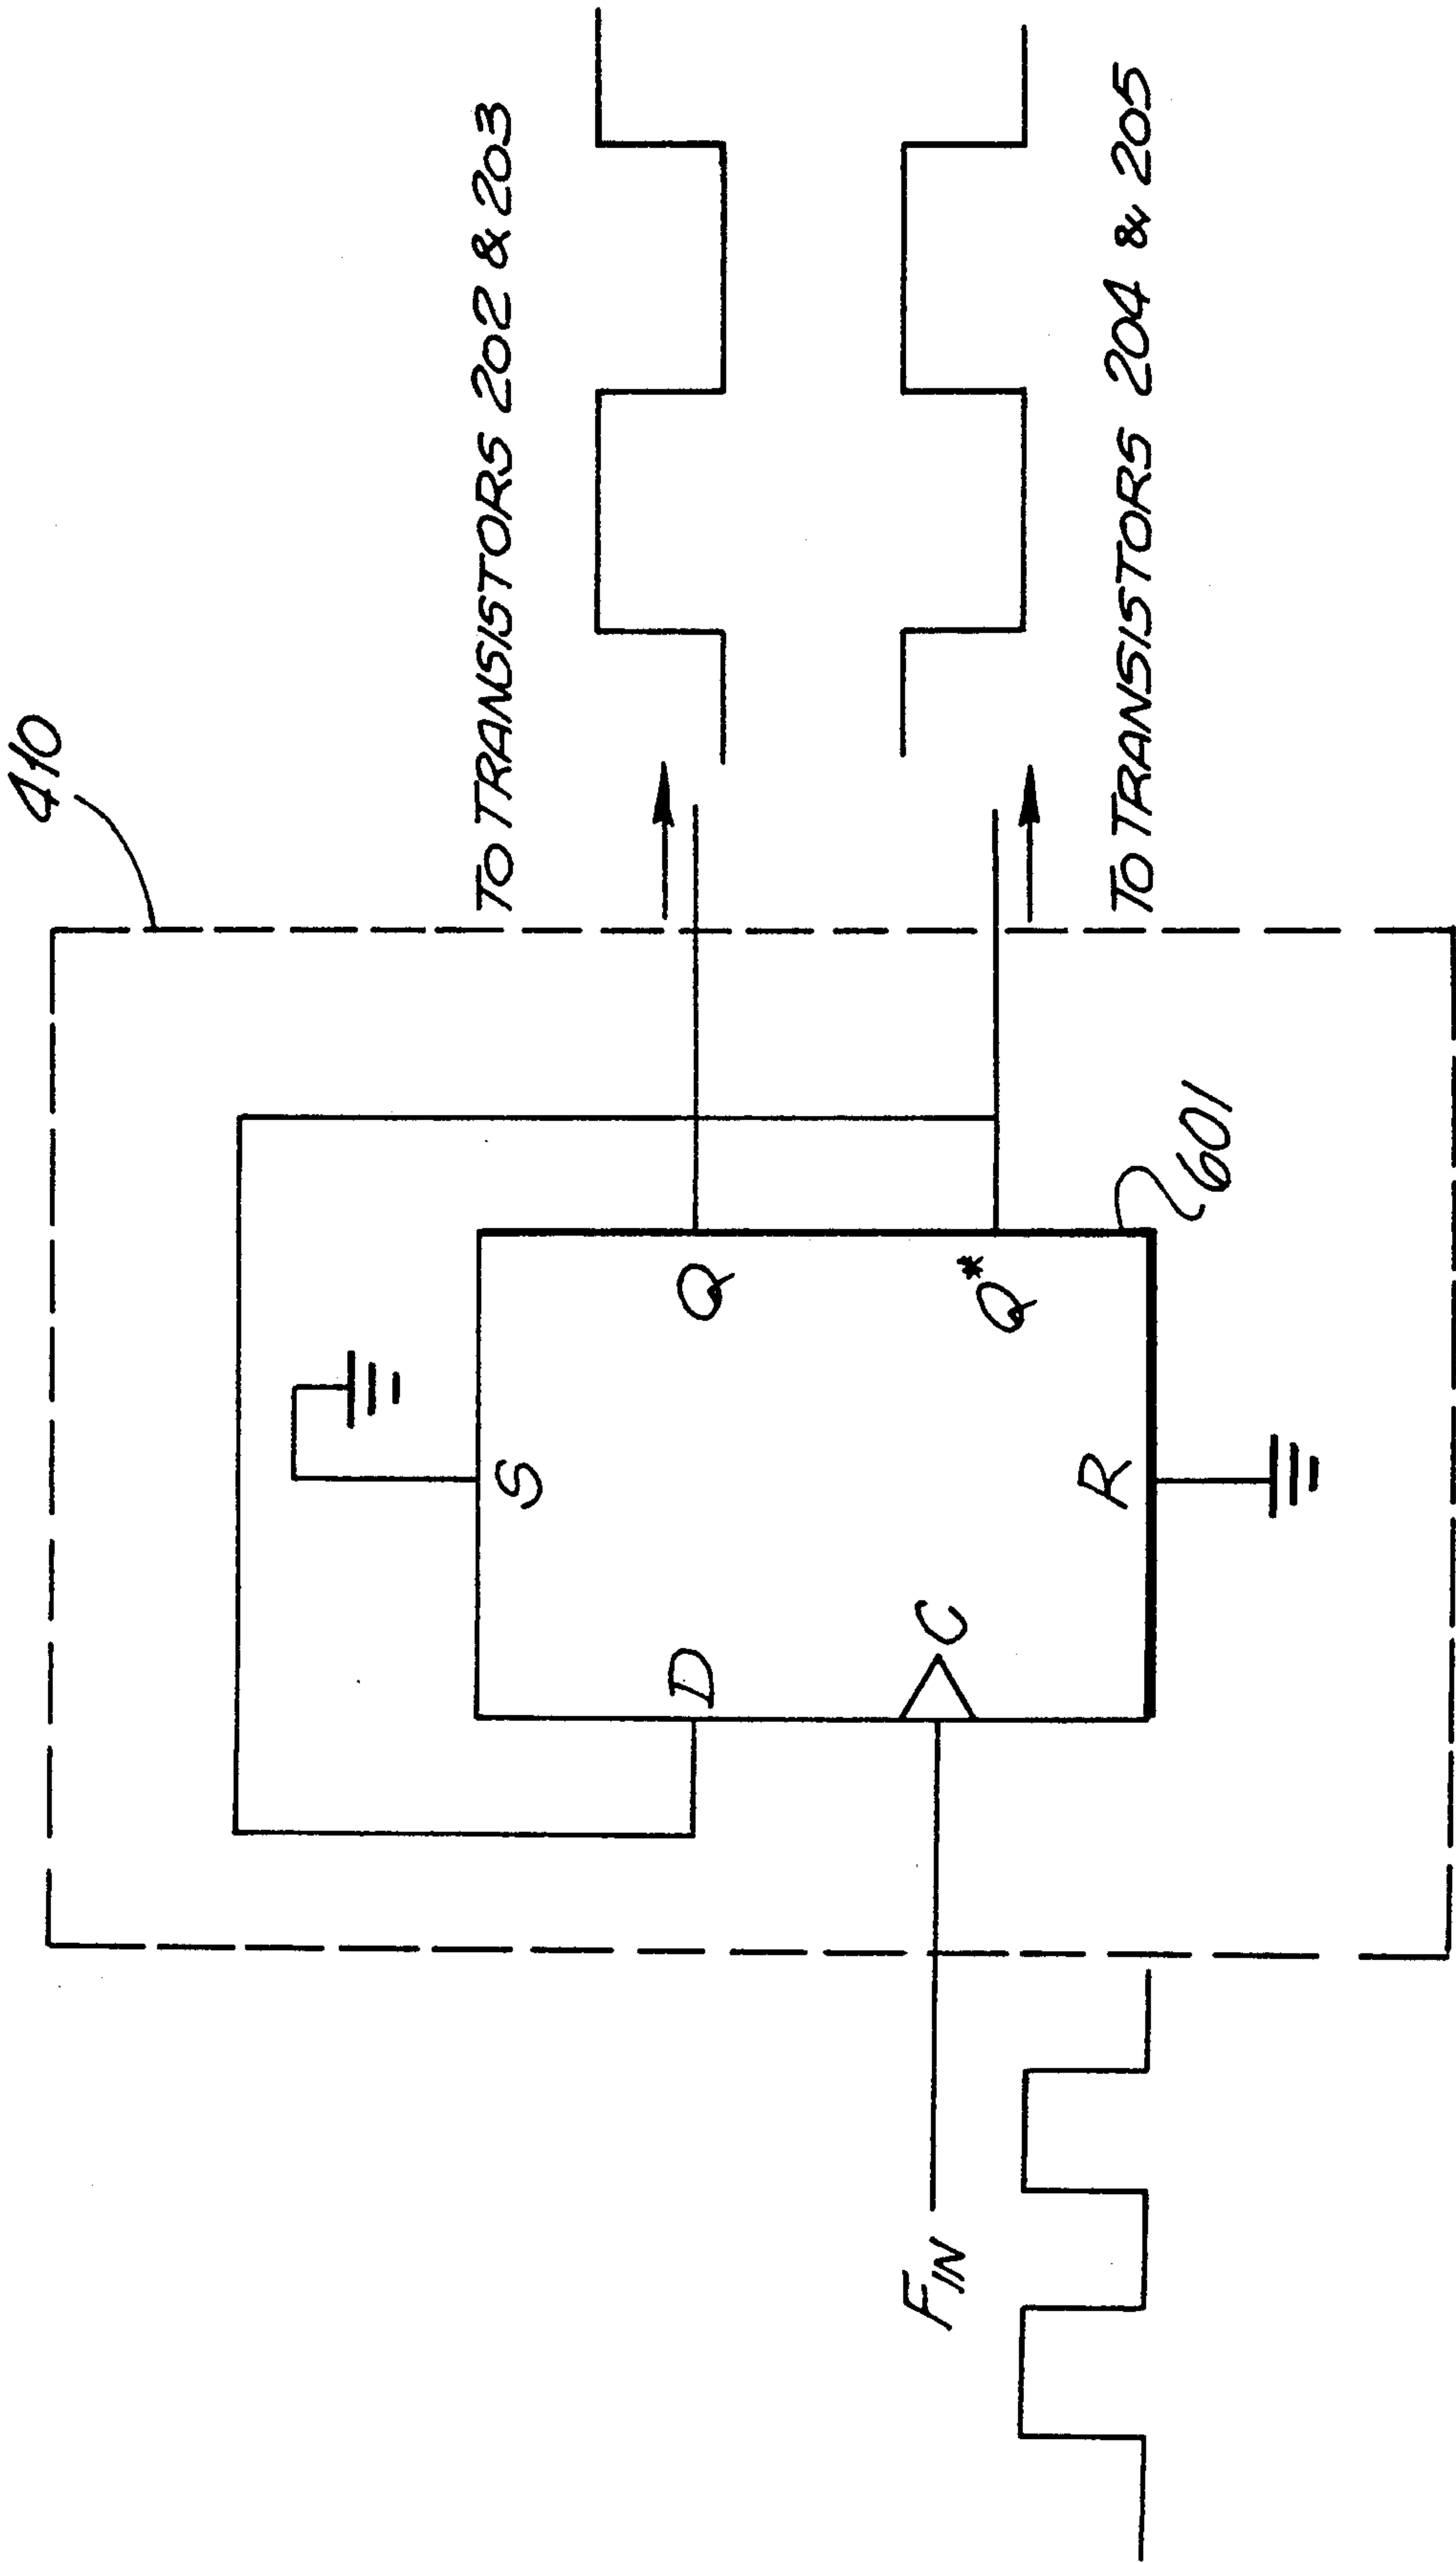 410
TO TRANSISTORS 202 & 203
S
D
Q
C
Q*
R
601
FIN
TO TRANSISTORS 204 & 205